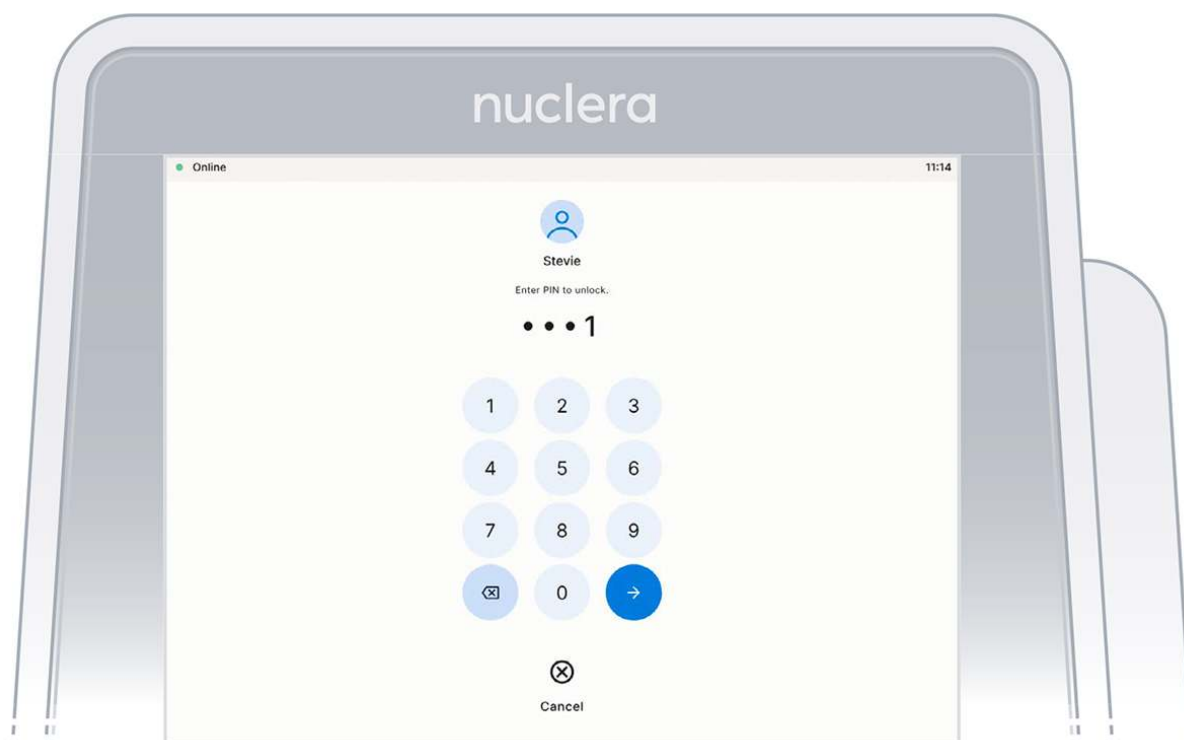 nuclera
Online 11:14
Stevie
Enter PIN to unlock.
•••1
1 2 3
4 5 6
7 8 9
0
Cancel